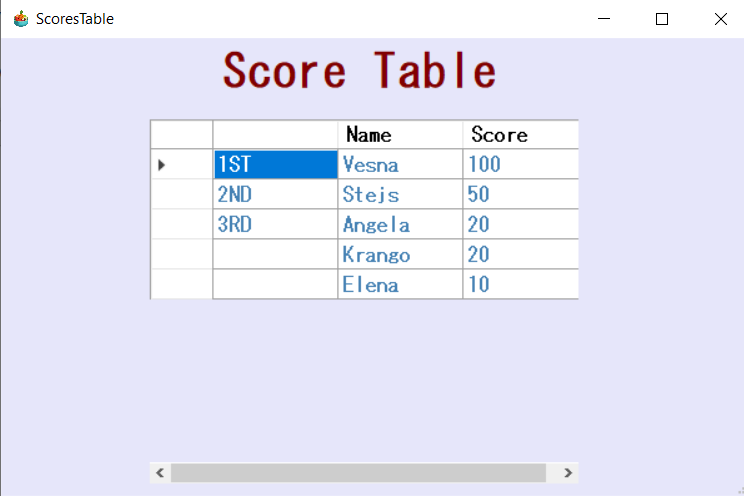 ScoresTable
Score Table
Name Score
1ST Vesna 100
2ND Stejs 50
3RD Angela 20
Krango 20
Elena 10